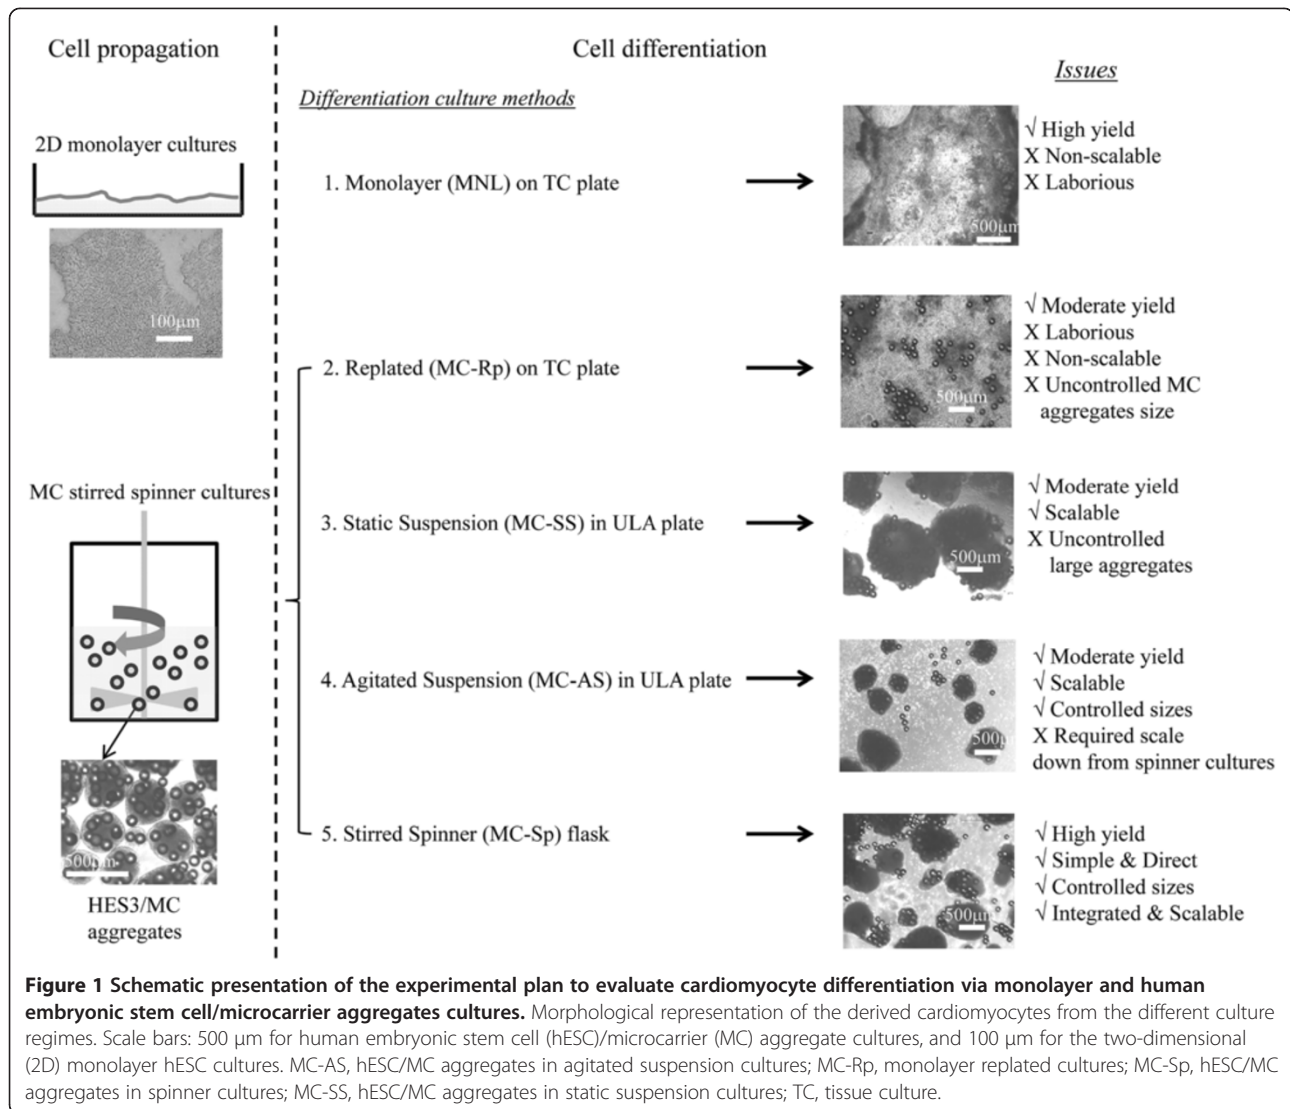 Cell propagation
Cell differentiation
Issues
Differentiation culture methods
2D monolayer cultures
100µm
1. Monolayer (MNL) on TC plate
500µm
√ High yield
X Non-scalable
X Laborious
2. Replated (MC-Rp) on TC plate
500µm
√ Moderate yield
X Laborious
X Non-scalable
X Uncontrolled MC
aggregates size
MC stirred spinner cultures
3. Static Suspension (MC-SS) in ULA plate
500µm
√ Moderate yield
√ Scalable
X Uncontrolled
large aggregates
4. Agitated Suspension (MC-AS) in ULA plate
500µ
√ Moderate yield
√ Scalable
√ Controlled sizes
X Required scale
down from spinner cultures
500µm
HES3/MC
aggregates
5. Stirred Spinner (MC-Sp) flask
500µm
√ High yield
√ Simple & Direct
√ Controlled sizes
√ Integrated & Scalable
Figure 1 Schematic presentation of the experimental plan to evaluate cardiomyocyte differentiation via monolayer and human
embryonic stem cell/microcarrier aggregates cultures. Morphological representation of the derived cardiomyocytes from the different culture
regimes. Scale bars: 500 µm for human embryonic stem cell (hESC)/microcarrier (MC) aggregate cultures, and 100 µm for the two-dimensional
(2D) monolayer hESC cultures. MC-AS, hESC/MC aggregates in agitated suspension cultures; MC-Rp, monolayer replated cultures; MC-Sp, hESC/MC
aggregates in spinner cultures; MC-SS, hESC/MC aggregates in static suspension cultures; TC, tissue culture.